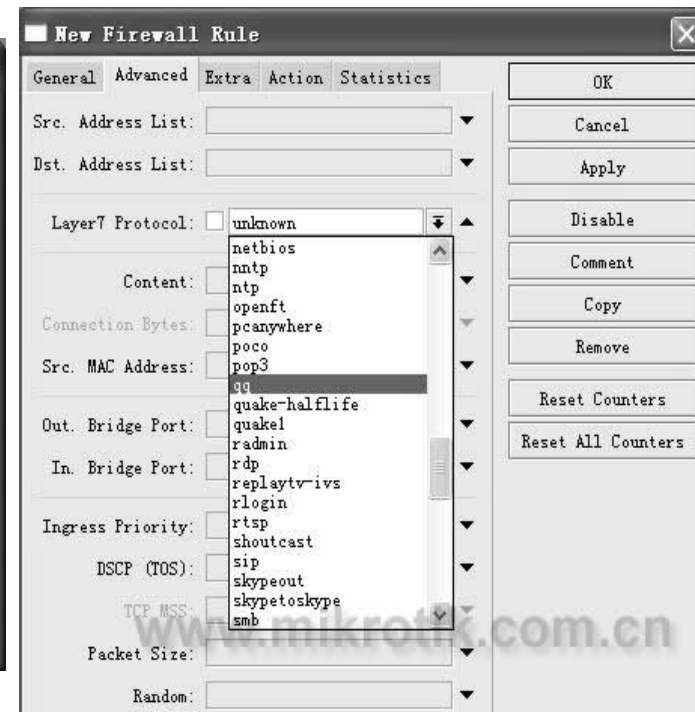 New Firewall Rule
General Advanced Extra Action Statistics
Src. Address List:
Dst. Address List:
Layer7 Protocol: unknown
netbios
nntp
ntp
openft
pcanywhere
poco
pop3
qq
quake-halflife
quake1
radmin
rdp
replaytv-ivs
rlogin
rtsp
shoutcast
sip
skypeout
skypetoskype
smb
Content:
Connection Bytes:
Src. MAC Address:
Out. Bridge Port:
In. Bridge Port:
Ingress Priority:
DSCP (TOS):
TCP MSS:
Packet Size:
Random:
OK
Cancel
Apply
Disable
Comment
Copy
Remove
Reset Counters
Reset All Counters
www.mikrotik.com.cn